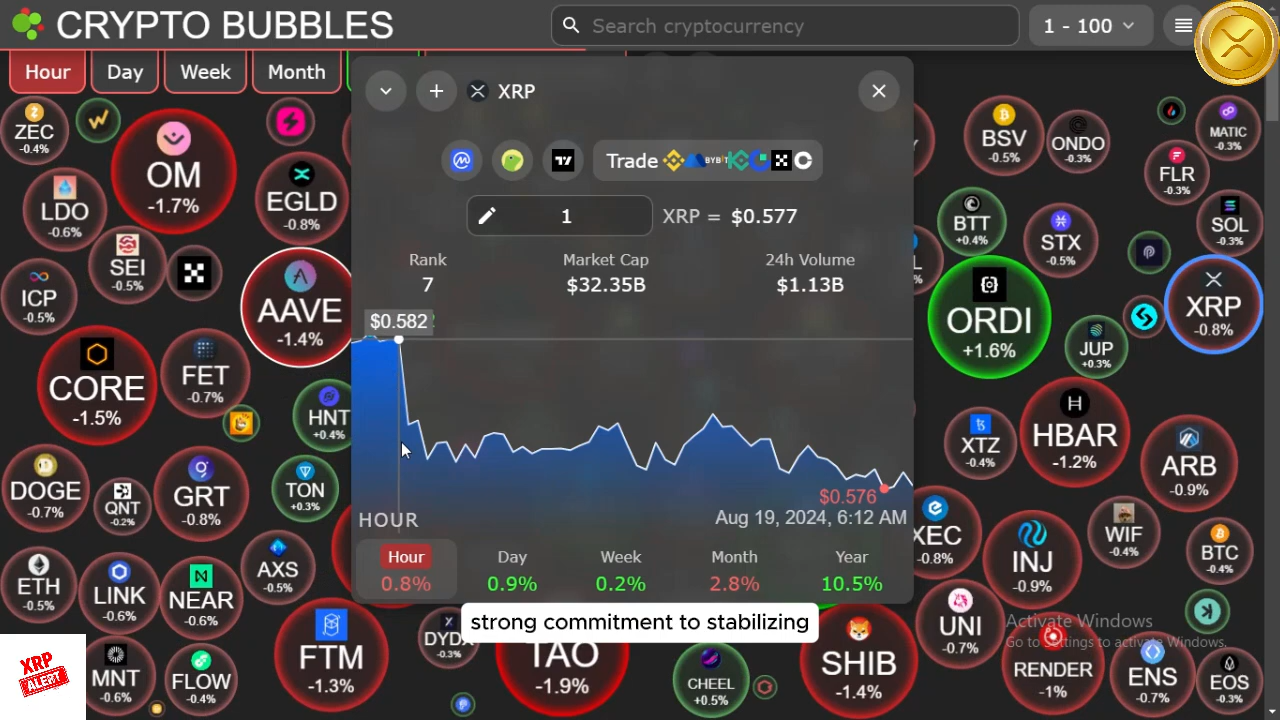 CRYPTO BUBBLES
Search cryptocurrency
1 - 100
Hour
Day
Week
Month
XRP
Trade
BYBIT
1
XRP = $0.577
Rank
Market Cap
24h Volume
7
$32.35B
$1.13B
$0.582
$0.576
HOUR
Aug 19, 2024, 6:12 AM
Hour
Day
Week
Month
Year
0.8%
0.9%
0.2%
2.8%
10.5%
strong commitment to stabilizing
ZEC
-0.4%
OM
-1.7%
LDO
-0.6%
EGLD
-0.8%
SEI
-0.5%
ICP
-0.5%
AAVE
-1.4%
CORE
-1.5%
FET
-0.7%
HNT
+0.4%
DOGE
-0.7%
QNT
-0.2%
GRT
-0.8%
TON
+0.3%
ETH
-0.5%
LINK
-0.6%
NEAR
-0.6%
AXS
-0.5%
MNT
-0.6%
FLOW
-0.4%
FTM
-1.3%
DYDX
-0.3%
TAO
-1.9%
CHEEL
+0.5%
SHIB
-1.4%
BSV
-0.5%
ONDO
-0.3%
MATIC
-0.3%
FLR
-0.3%
BTT
+0.4%
STX
-0.5%
SOL
-0.3%
ORDI
+1.6%
XRP
-0.8%
JUP
+0.3%
XTZ
-0.4%
HBAR
-1.2%
ARB
-0.9%
XEC
-0.8%
INJ
-0.9%
WIF
-0.4%
BTC
-0.4%
UNI
-0.7%
RENDER
-1%
ENS
-0.7%
EOS
-0.3%
Activate Windows
Go to Settings to activate Windows.
XRP
ALERT